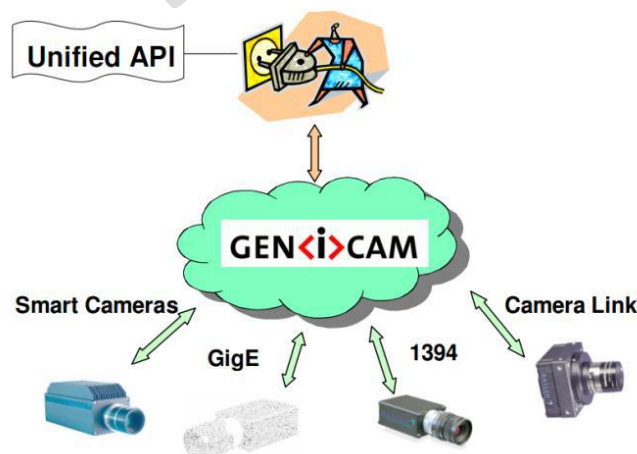 Unified API
GEN<i>CAM
Smart Cameras
Camera Link
GigE
1394